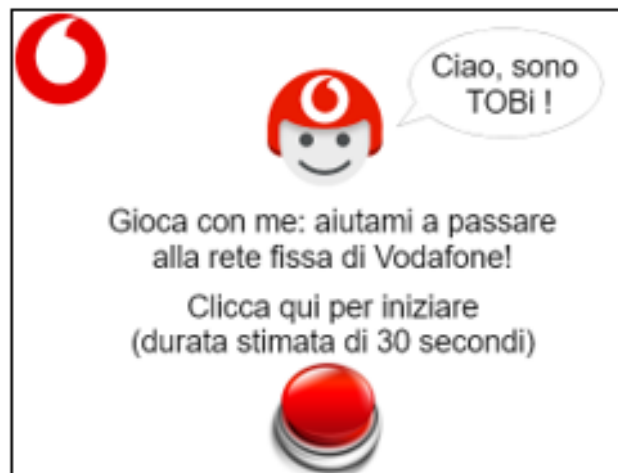 Ciao, sono
TOBi !
Gioca con me: aiutami a passare
alla rete fissa di Vodafone!
Clicca qui per iniziare
(durata stimata di 30 secondi)